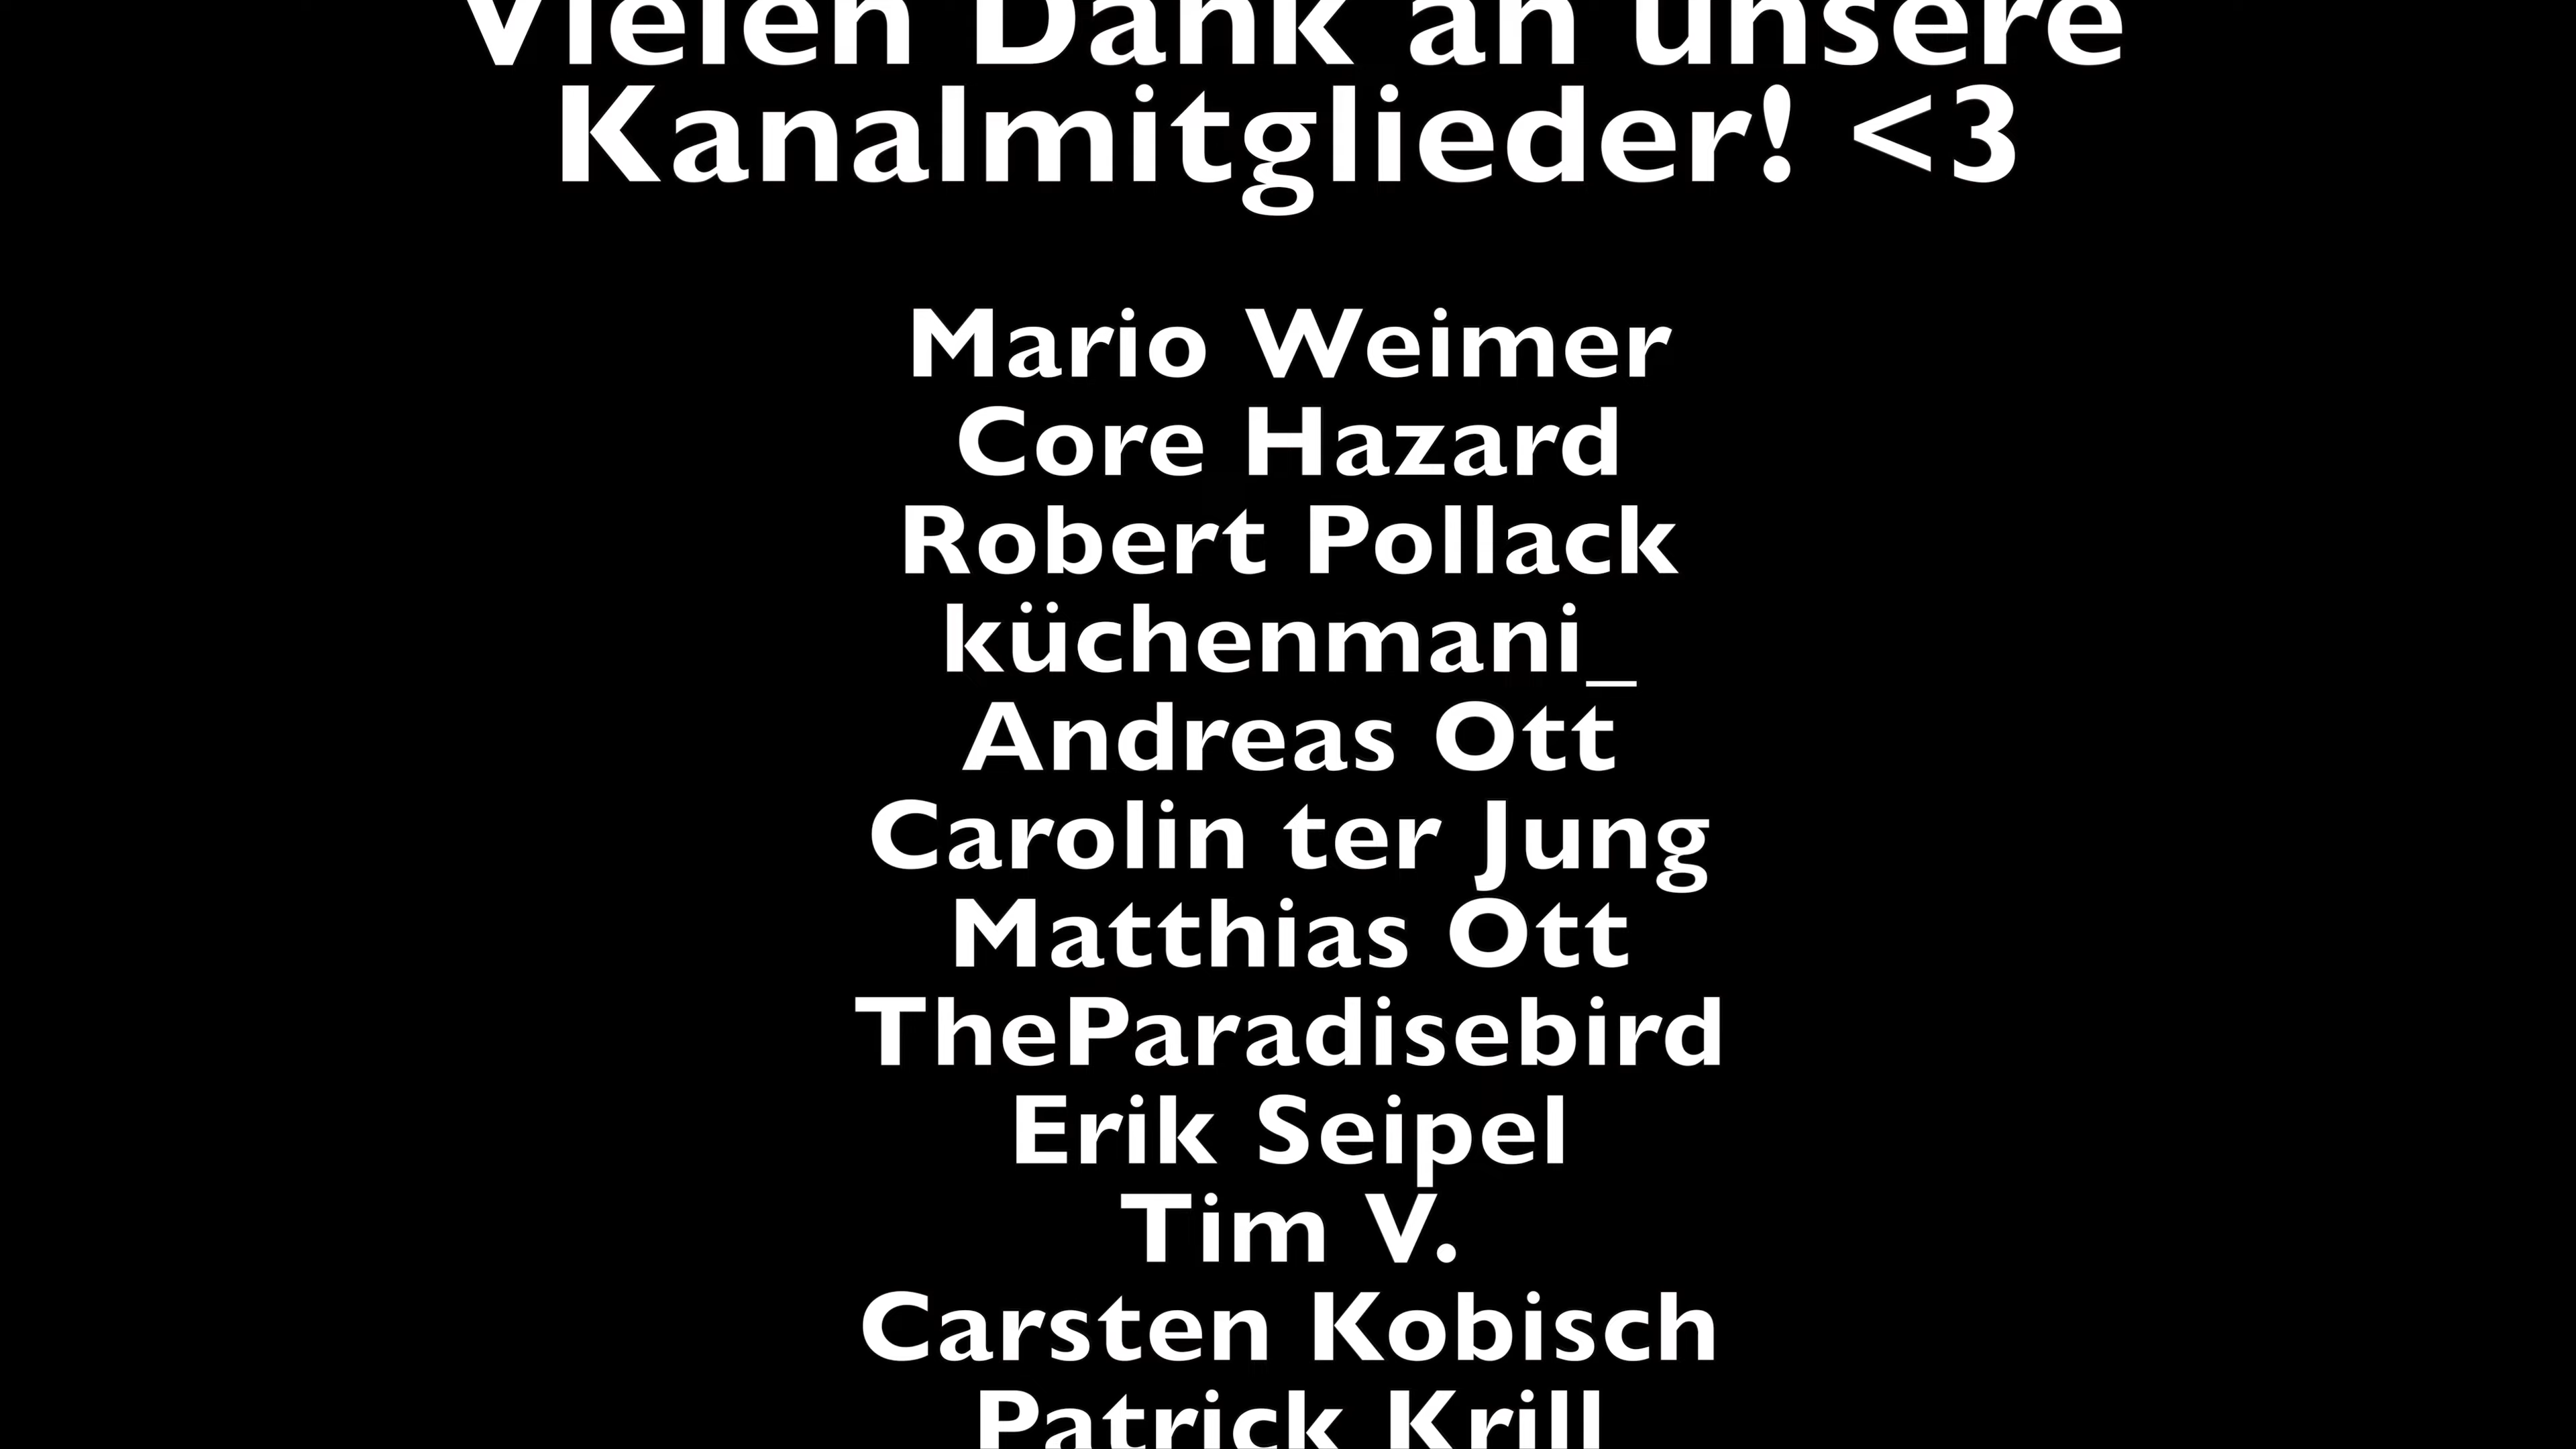 Vielen Dank an unsere
Kanalmitglieder! <3
Mario Weimer
Core Hazard
Robert Pollack
küchenmani_
Andreas Ott
Carolin ter Jung
Matthias Ott
TheParadisebird
Erik Seipel
Tim V.
Carsten Kobisch
Patrick Krill